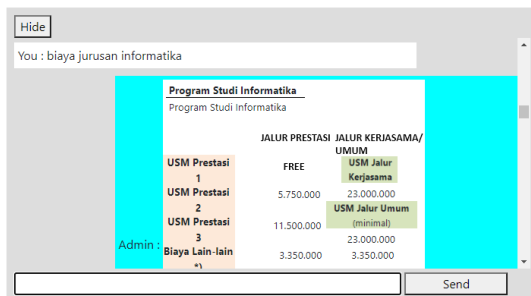 Hide
You : biaya jurusan informatika
Program Studi Informatika
Program Studi Informatika
JALUR PRESTASI JALUR KERJASAMA/
UMUM
USM Prestasi
1
FREE
USM Jalur
Kerjasama
USM Prestasi
2
5.750.000
23.000.000
USM Jalur Umum
(minimal)
USM Prestasi
3
11.500.000
23.000.000
Admin :
Biaya Lain-lain
*)
3.350.000
3.350.000
Send